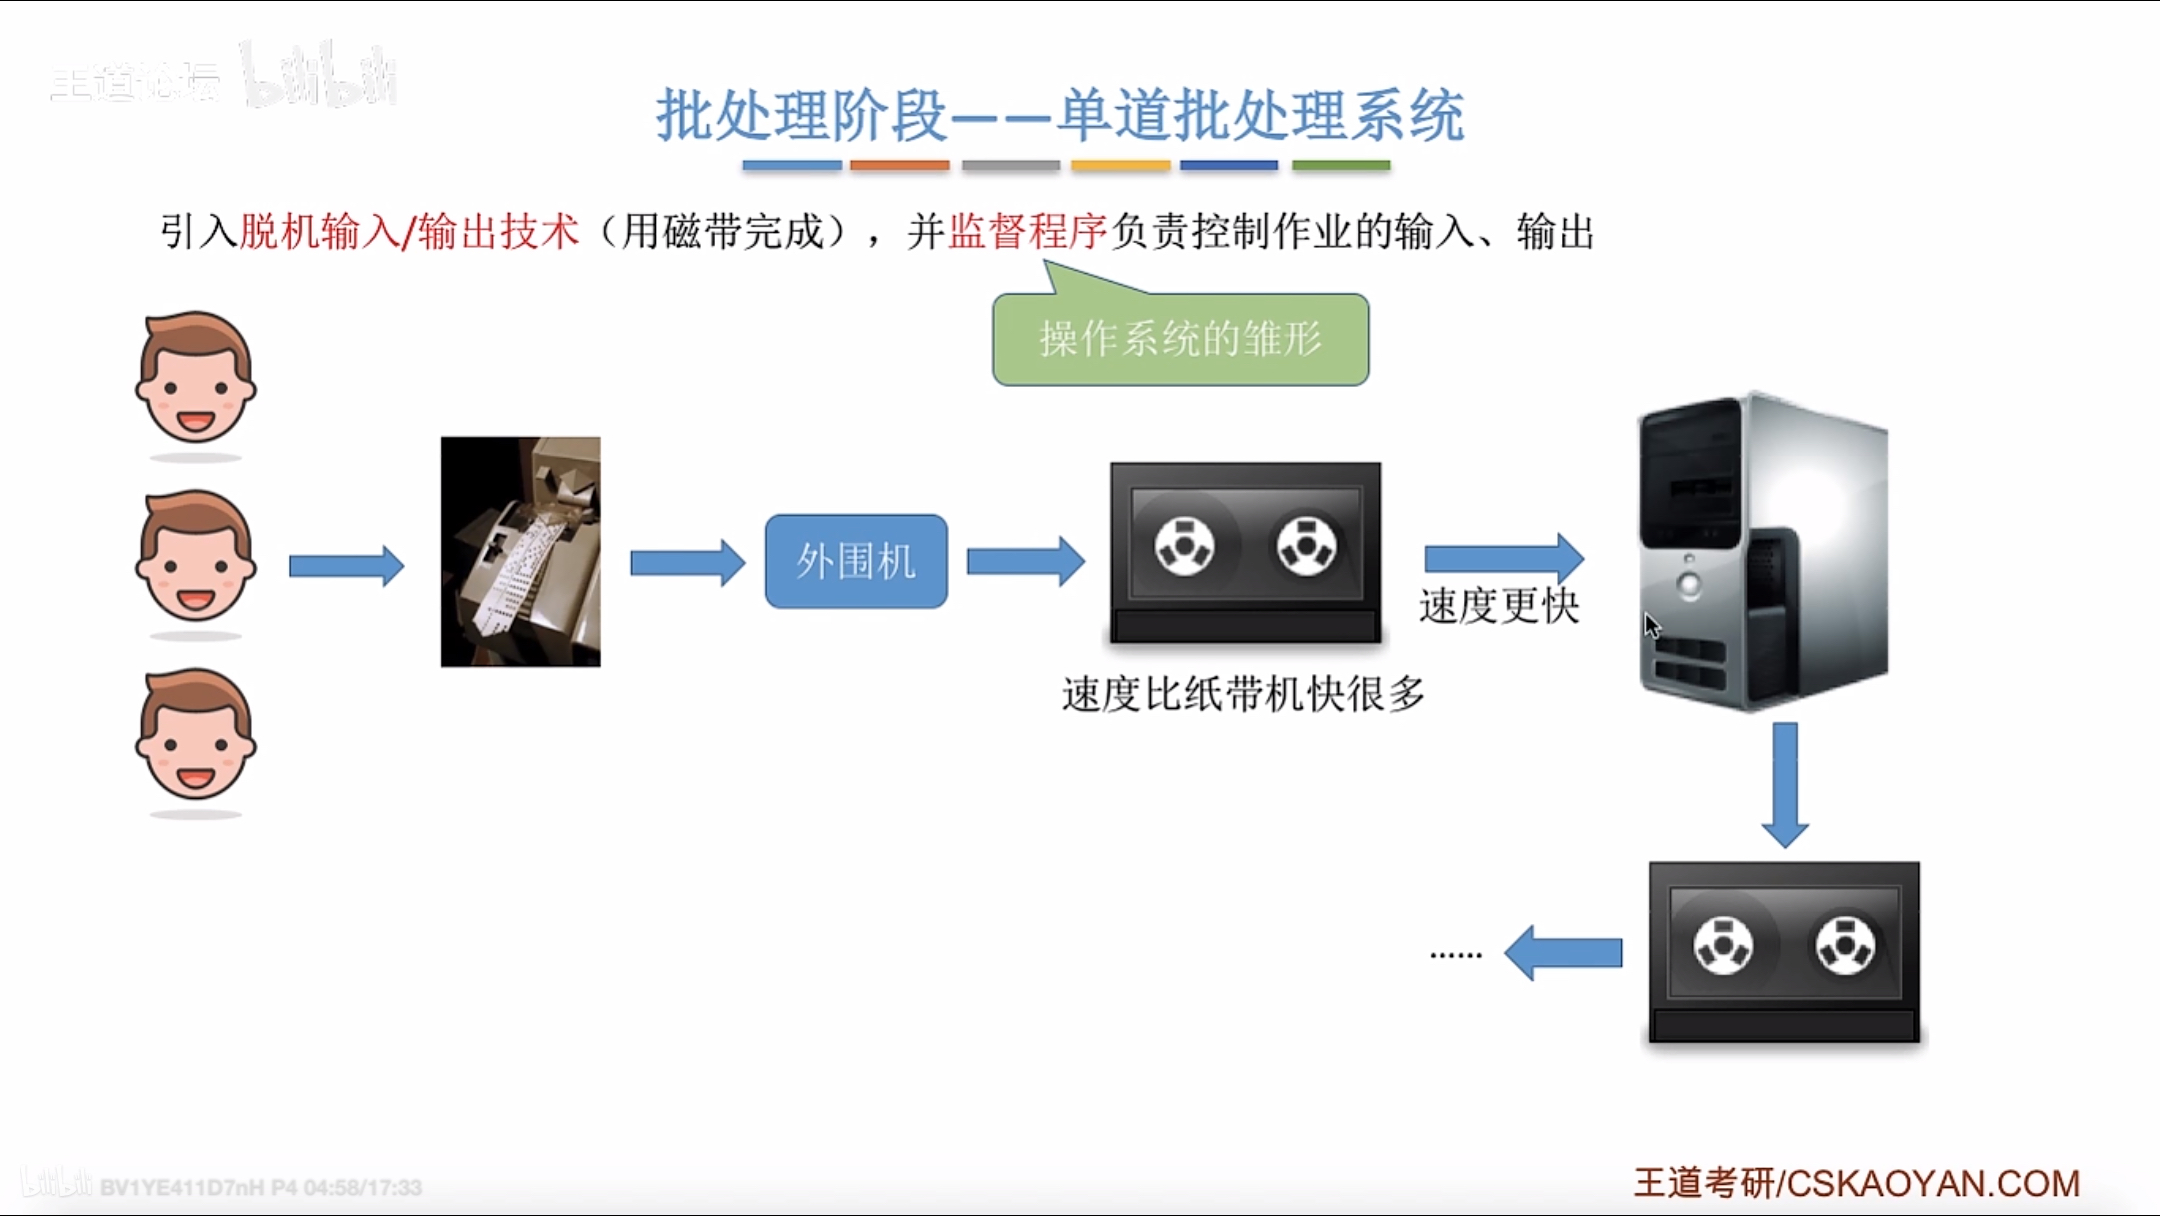 王道论坛 bilibili
批处理阶段——单道批处理系统
引入脱机输入/输出技术（用磁带完成），并监督程序负责控制作业的输入、输出
操作系统的雏形
外围机
速度更快
速度比纸带机快很多
......
bilibili BV1YE411D7nH P4 04:58/17:33
王道考研/CSKAOYAN.COM